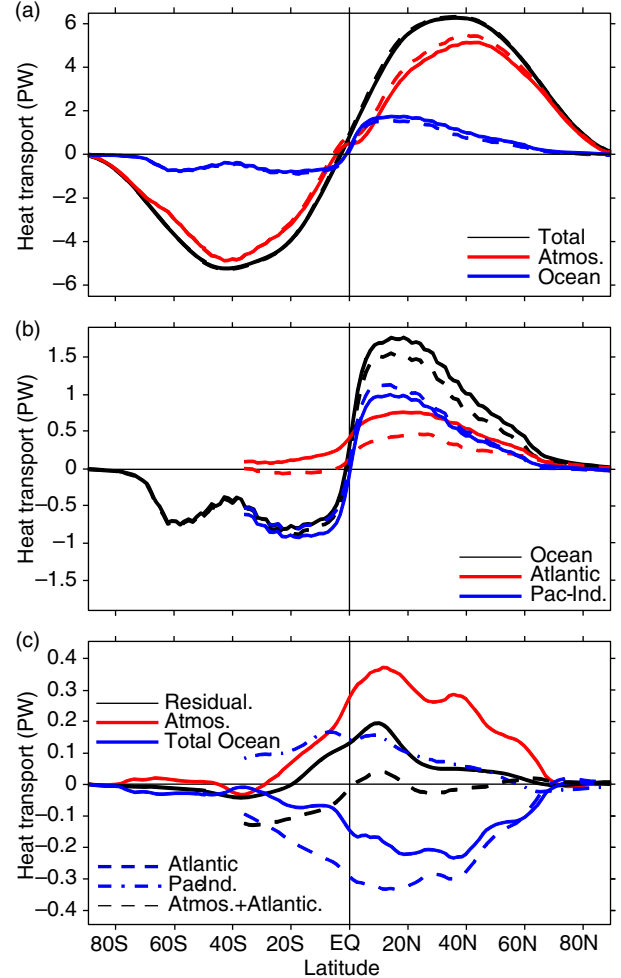 (a)
Heat transport (PW)
6
4
2
0
−2
−4
−6
Total
Atmos.
Ocean
(b)
Heat transport (PW)
1.5
1
0.5
0
−0.5
−1
−1.5
Ocean
Atlantic
Pac-Ind.
(c)
Heat transport (PW)
0.4
0.3
0.2
0.1
0
−0.1
−0.2
−0.3
−0.4
Residual.
Atmos.
Total Ocean
Atlantic
Pac-Ind.
Atmos.+Atlantic.
80S 60S 40S 20S EQ 20N 40N 60N 80N
Latitude